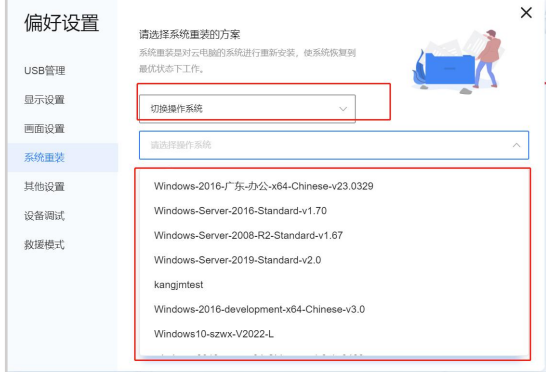 偏好设置
USB管理
显示设置
画面设置
系统重装
其他设置
设备调试
救援模式
请选择系统重装的方案
系统重装是对云电脑的系统进行重新安装，使系统恢复到
最优状态下工作。
切换操作系统
请选择操作系统
Windows-2016-广东-办公-x64-Chinese-v23.0329
Windows-Server-2016-Standard-v1.70
Windows-Server-2008-R2-Standard-v1.67
Windows-Server-2019-Standard-v2.0
kangjmtest
Windows-2016-development-x64-Chinese-v3.0
Windows10-szwx-V2022-L